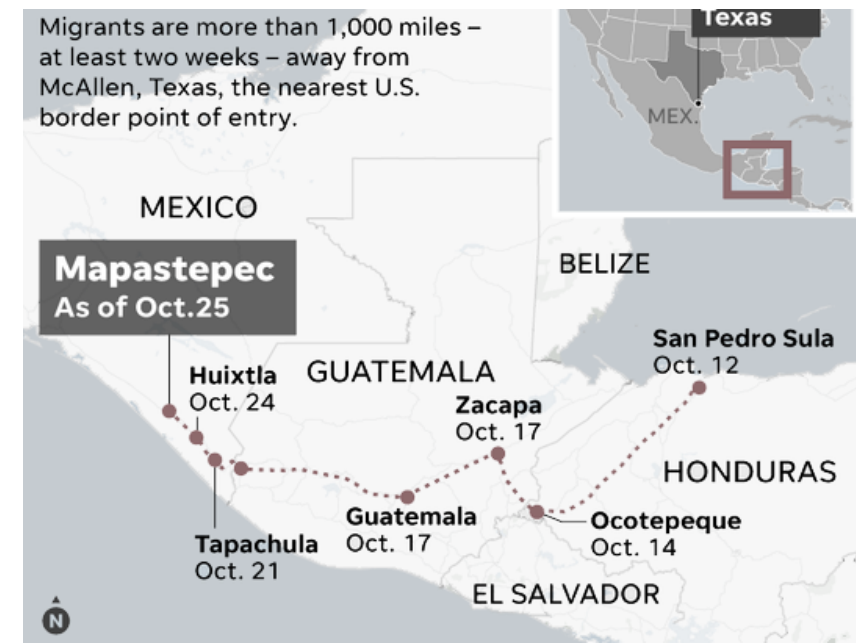 Migrants are more than 1,000 miles –
at least two weeks – away from
McAllen, Texas, the nearest U.S.
border point of entry.
Texas
MEX.
MEXICO
Mapastepec
As of Oct.25
BELIZE
San Pedro Sula
Oct. 12
Huixtla
Oct. 24
GUATEMALA
Zacapa
Oct. 17
HONDURAS
Guatemala
Oct. 17
Ocotepeque
Oct. 14
Tapachula
Oct. 21
EL SALVADOR
N